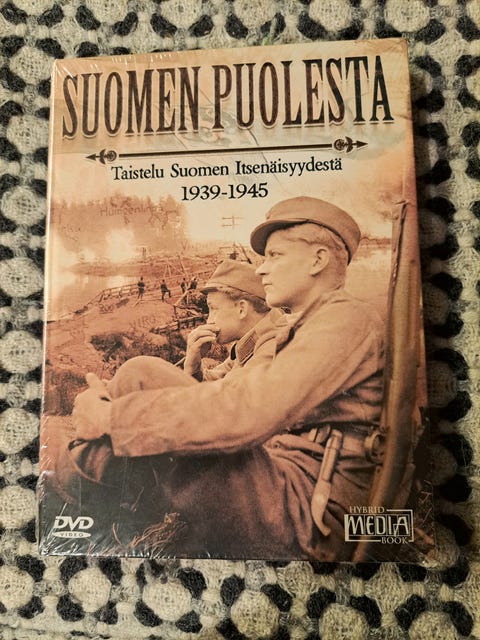 SUOMEN PUOLESTA
Taistelu Suomen Itsenäisyydestä
1939-1945
DVD
VIDEO
HYBRID
MEDIA
BOOK